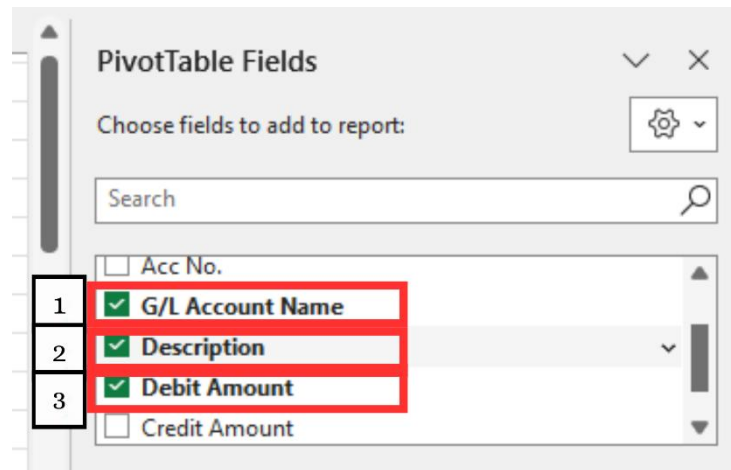 PivotTable Fields
Choose fields to add to report:
Search
Acc No.
1 G/L Account Name
2 Description
3 Debit Amount
Credit Amount